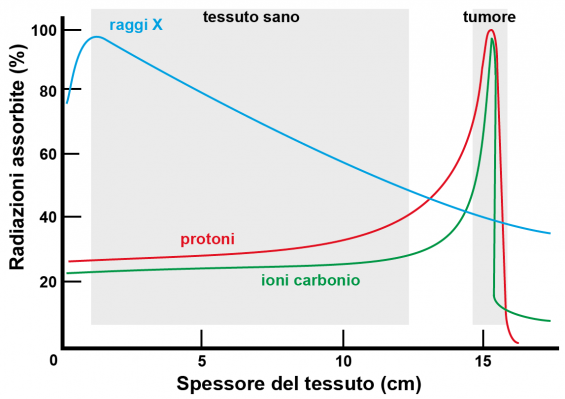 tessuto sano
tumore
raggi X
100
80
60
40
20
0
Radiazioni assorbite (%)
protoni
ioni carbonio
5
10
15
Spessore del tessuto (cm)